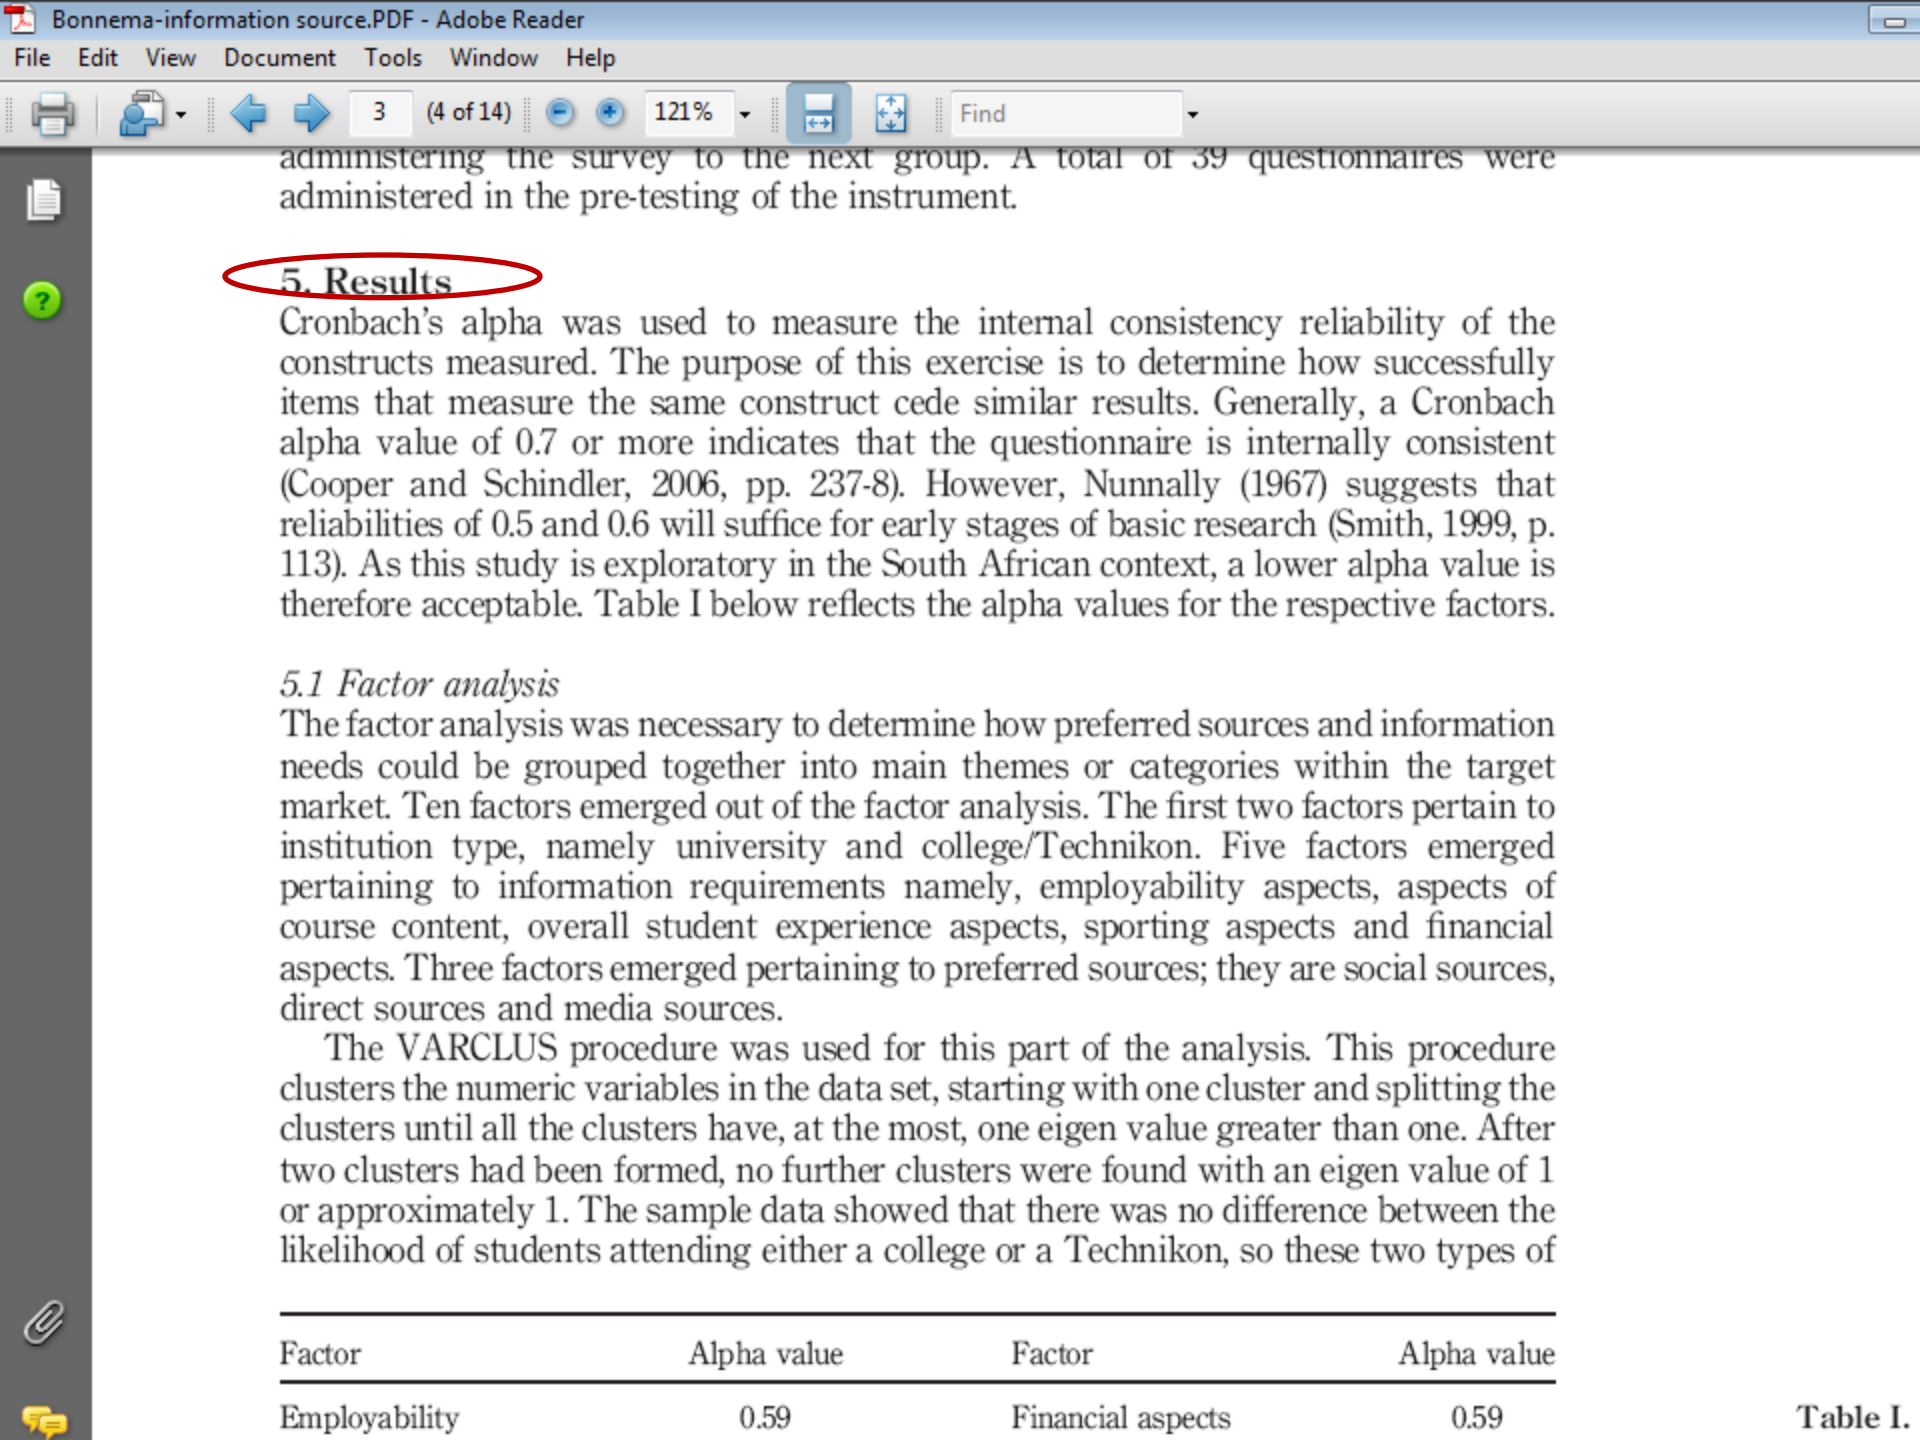 Bonnema-information source.PDF - Adobe Reader
File Edit View Document Tools Window Help
3 (4 of 14) 121% Find
administering the survey to the next group. A total of 39 questionnaires were
administered in the pre-testing of the instrument.
5. Results
Cronbach's alpha was used to measure the internal consistency reliability of the
constructs measured. The purpose of this exercise is to determine how successfully
items that measure the same construct cede similar results. Generally, a Cronbach
alpha value of 0.7 or more indicates that the questionnaire is internally consistent
(Cooper and Schindler, 2006, pp. 237-8). However, Nunnally (1967) suggests that
reliabilities of 0.5 and 0.6 will suffice for early stages of basic research (Smith, 1999, p.
113). As this study is exploratory in the South African context, a lower alpha value is
therefore acceptable. Table I below reflects the alpha values for the respective factors.
5.1 Factor analysis
The factor analysis was necessary to determine how preferred sources and information
needs could be grouped together into main themes or categories within the target
market. Ten factors emerged out of the factor analysis. The first two factors pertain to
institution type, namely university and college/Technikon. Five factors emerged
pertaining to information requirements namely, employability aspects, aspects of
course content, overall student experience aspects, sporting aspects and financial
aspects. Three factors emerged pertaining to preferred sources; they are social sources,
direct sources and media sources.
The VARCLUS procedure was used for this part of the analysis. This procedure
clusters the numeric variables in the data set, starting with one cluster and splitting the
clusters until all the clusters have, at the most, one eigen value greater than one. After
two clusters had been formed, no further clusters were found with an eigen value of 1
or approximately 1. The sample data showed that there was no difference between the
likelihood of students attending either a college or a Technikon, so these two types of
Factor Alpha value Factor Alpha value
Employability 0.59 Financial aspects 0.59 Table I.